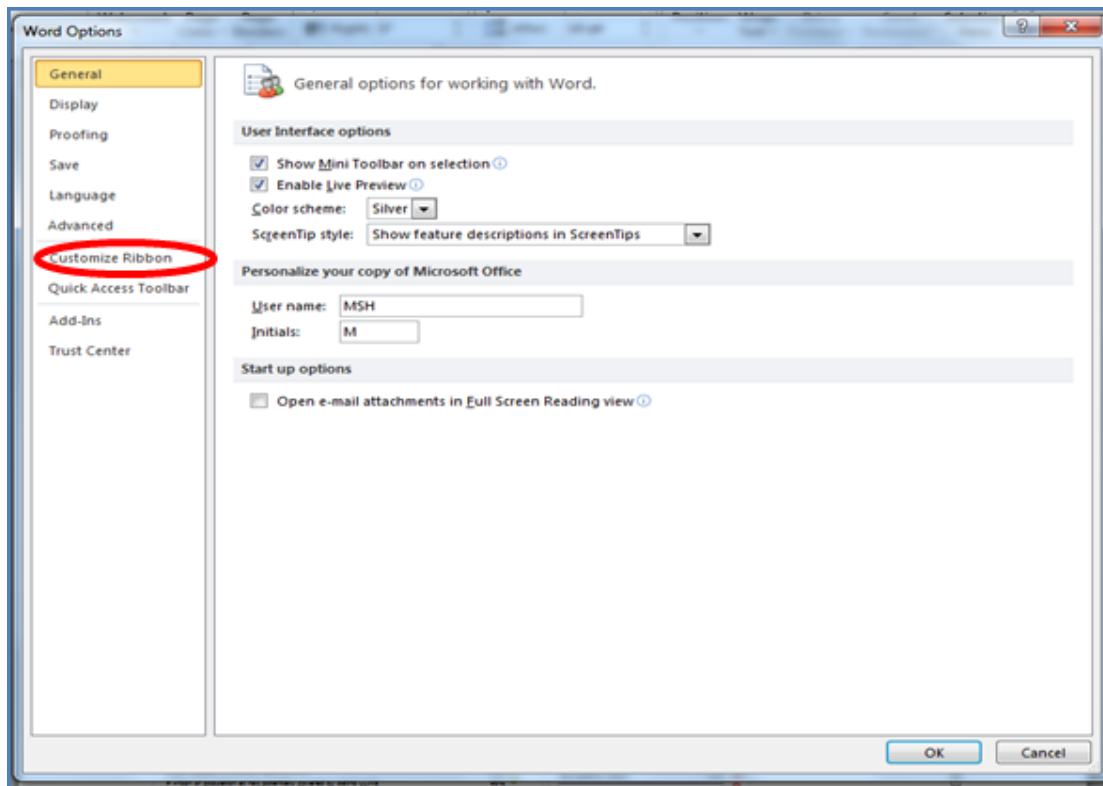 Word Options
General
Display
Proofing
Save
Language
Advanced
Customize Ribbon
Quick Access Toolbar
Add-Ins
Trust Center
General options for working with Word.
User Interface options
Show Mini Toolbar on selection
Enable Live Preview
Color scheme: Silver
ScreenTip style: Show feature descriptions in ScreenTips
Personalize your copy of Microsoft Office
User name: MSH
Initials: M
Start up options
Open e-mail attachments in Full Screen Reading view
OK Cancel